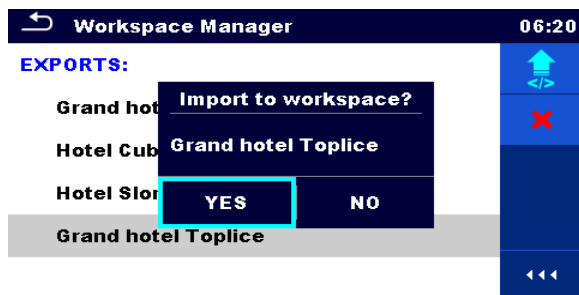 Workspace Manager 06:20
EXPORTS:
Grand hot
Import to workspace?
Hotel Cub
Grand hotel Toplice
Hotel Slon
YES NO
Grand hotel Toplice
</>